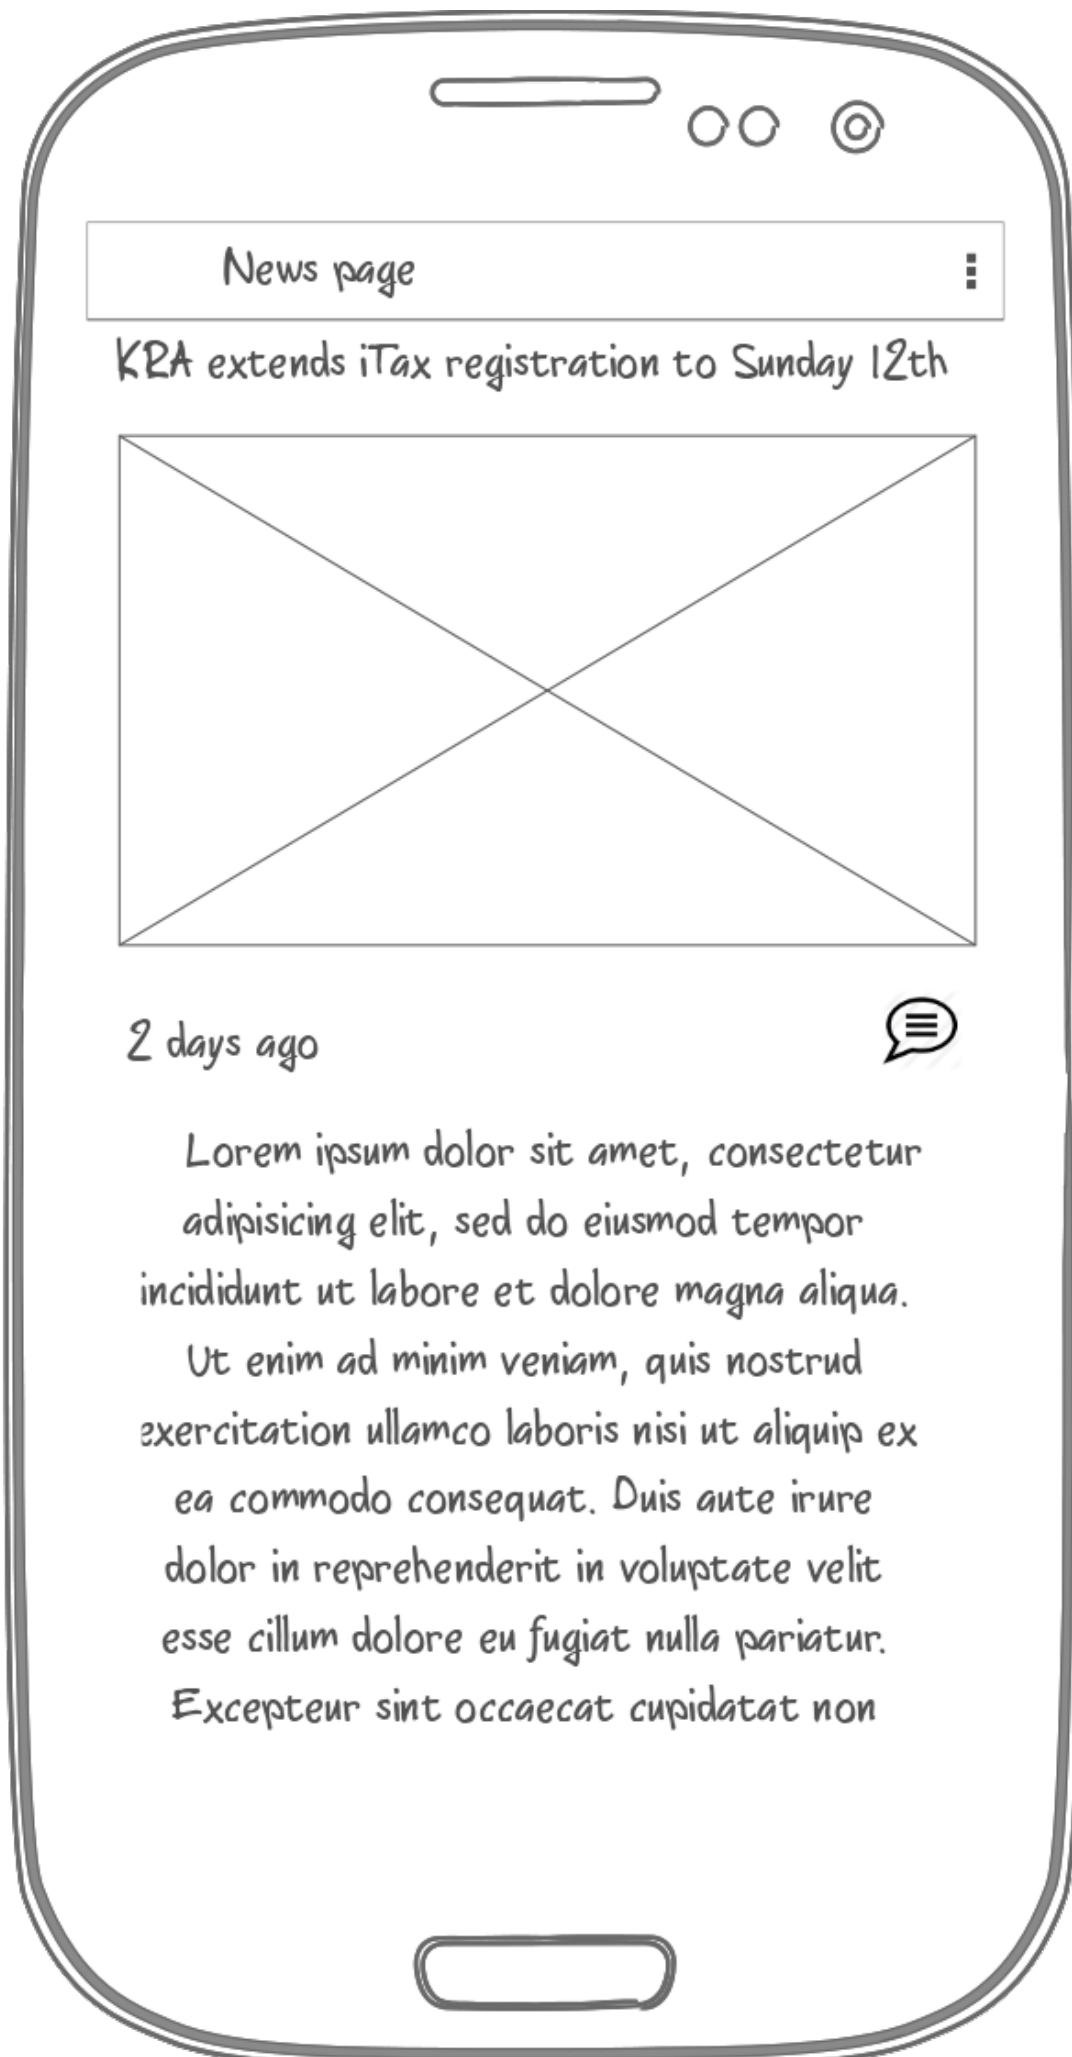 News page
KRA extends iTax registration to Sunday 12th
2 days ago
Lorem ipsum dolor sit amet, consectetur
adipisicing elit, sed do eiusmod tempor
incididunt ut labore et dolore magna aliqua.
Ut enim ad minim veniam, quis nostrud
exercitation ullamco laboris nisi ut aliquip ex
ea commodo consequat. Duis aute irure
dolor in reprehenderit in voluptate velit
esse cillum dolore eu fugiat nulla pariatur.
Excepteur sint occaecat cupidatat non